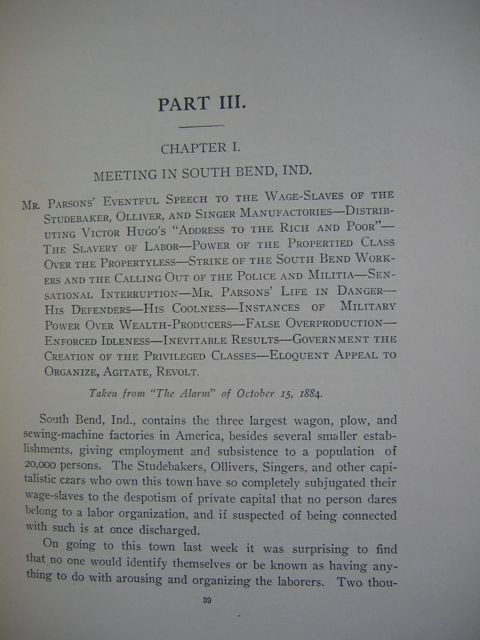 PART III.
CHAPTER I.
MEETING IN SOUTH BEND, IND.
Mr. Parsons' Eventful Speech to the Wage-Slaves of the
Studebaker, Olliver, and Singer Manufactories—Distrib-
uting Victor Hugo's "Address to the Rich and Poor"—
The Slavery of Labor—Power of the Propertied Class
Over the Propertyless—Strike of the South Bend Work-
ers and the Calling Out of the Police and Militia—Sen-
sational Interruption—Mr. Parsons' Life in Danger—
His Defenders—His Coolness—Instances of Military
Power Over Wealth-Producers—False Overproduction—
Enforced Idleness—Inevitable Results—Government the
Creation of the Privileged Classes—Eloquent Appeal to
Organize, Agitate, Revolt.
Taken from "The Alarm" of October 15, 1884.
South Bend, Ind., contains the three largest wagon, plow, and
sewing-machine factories in America, besides several smaller estab-
lishments, giving employment and subsistence to a population of
20,000 persons. The Studebakers, Ollivers, Singers, and other capi-
talistic czars who own this town have so completely subjugated their
wage-slaves to the despotism of private capital that no person dares
belong to a labor organization, and if suspected of being connected
with such is at once discharged.
On going to this town last week it was surprising to find
that no one would identify themselves or be known as having any-
thing to do with arousing and organizing the laborers. Two thou-
39